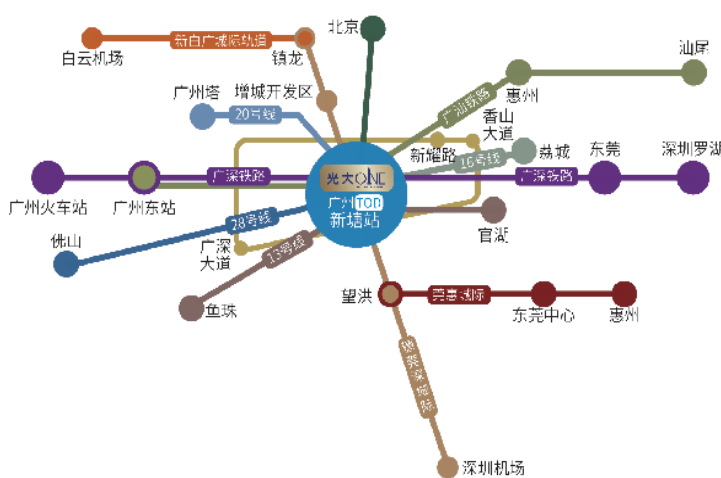 北京
新白广城际轨道
白云机场
镇龙
汕尾
惠州
广州塔
增城开发区
20号线
广汕铁路
香山
大道
新耀路
16号线
荔城
东莞
深圳罗湖
广深铁路
光大ONE
广深铁路
广州火车站
广州东站
广州TOD
新塘站
佛山
28号线
广深
大道
13号线
官湖
鱼珠
望洪
莞惠城际
东莞中心
惠州
穗莞深城际
深圳机场